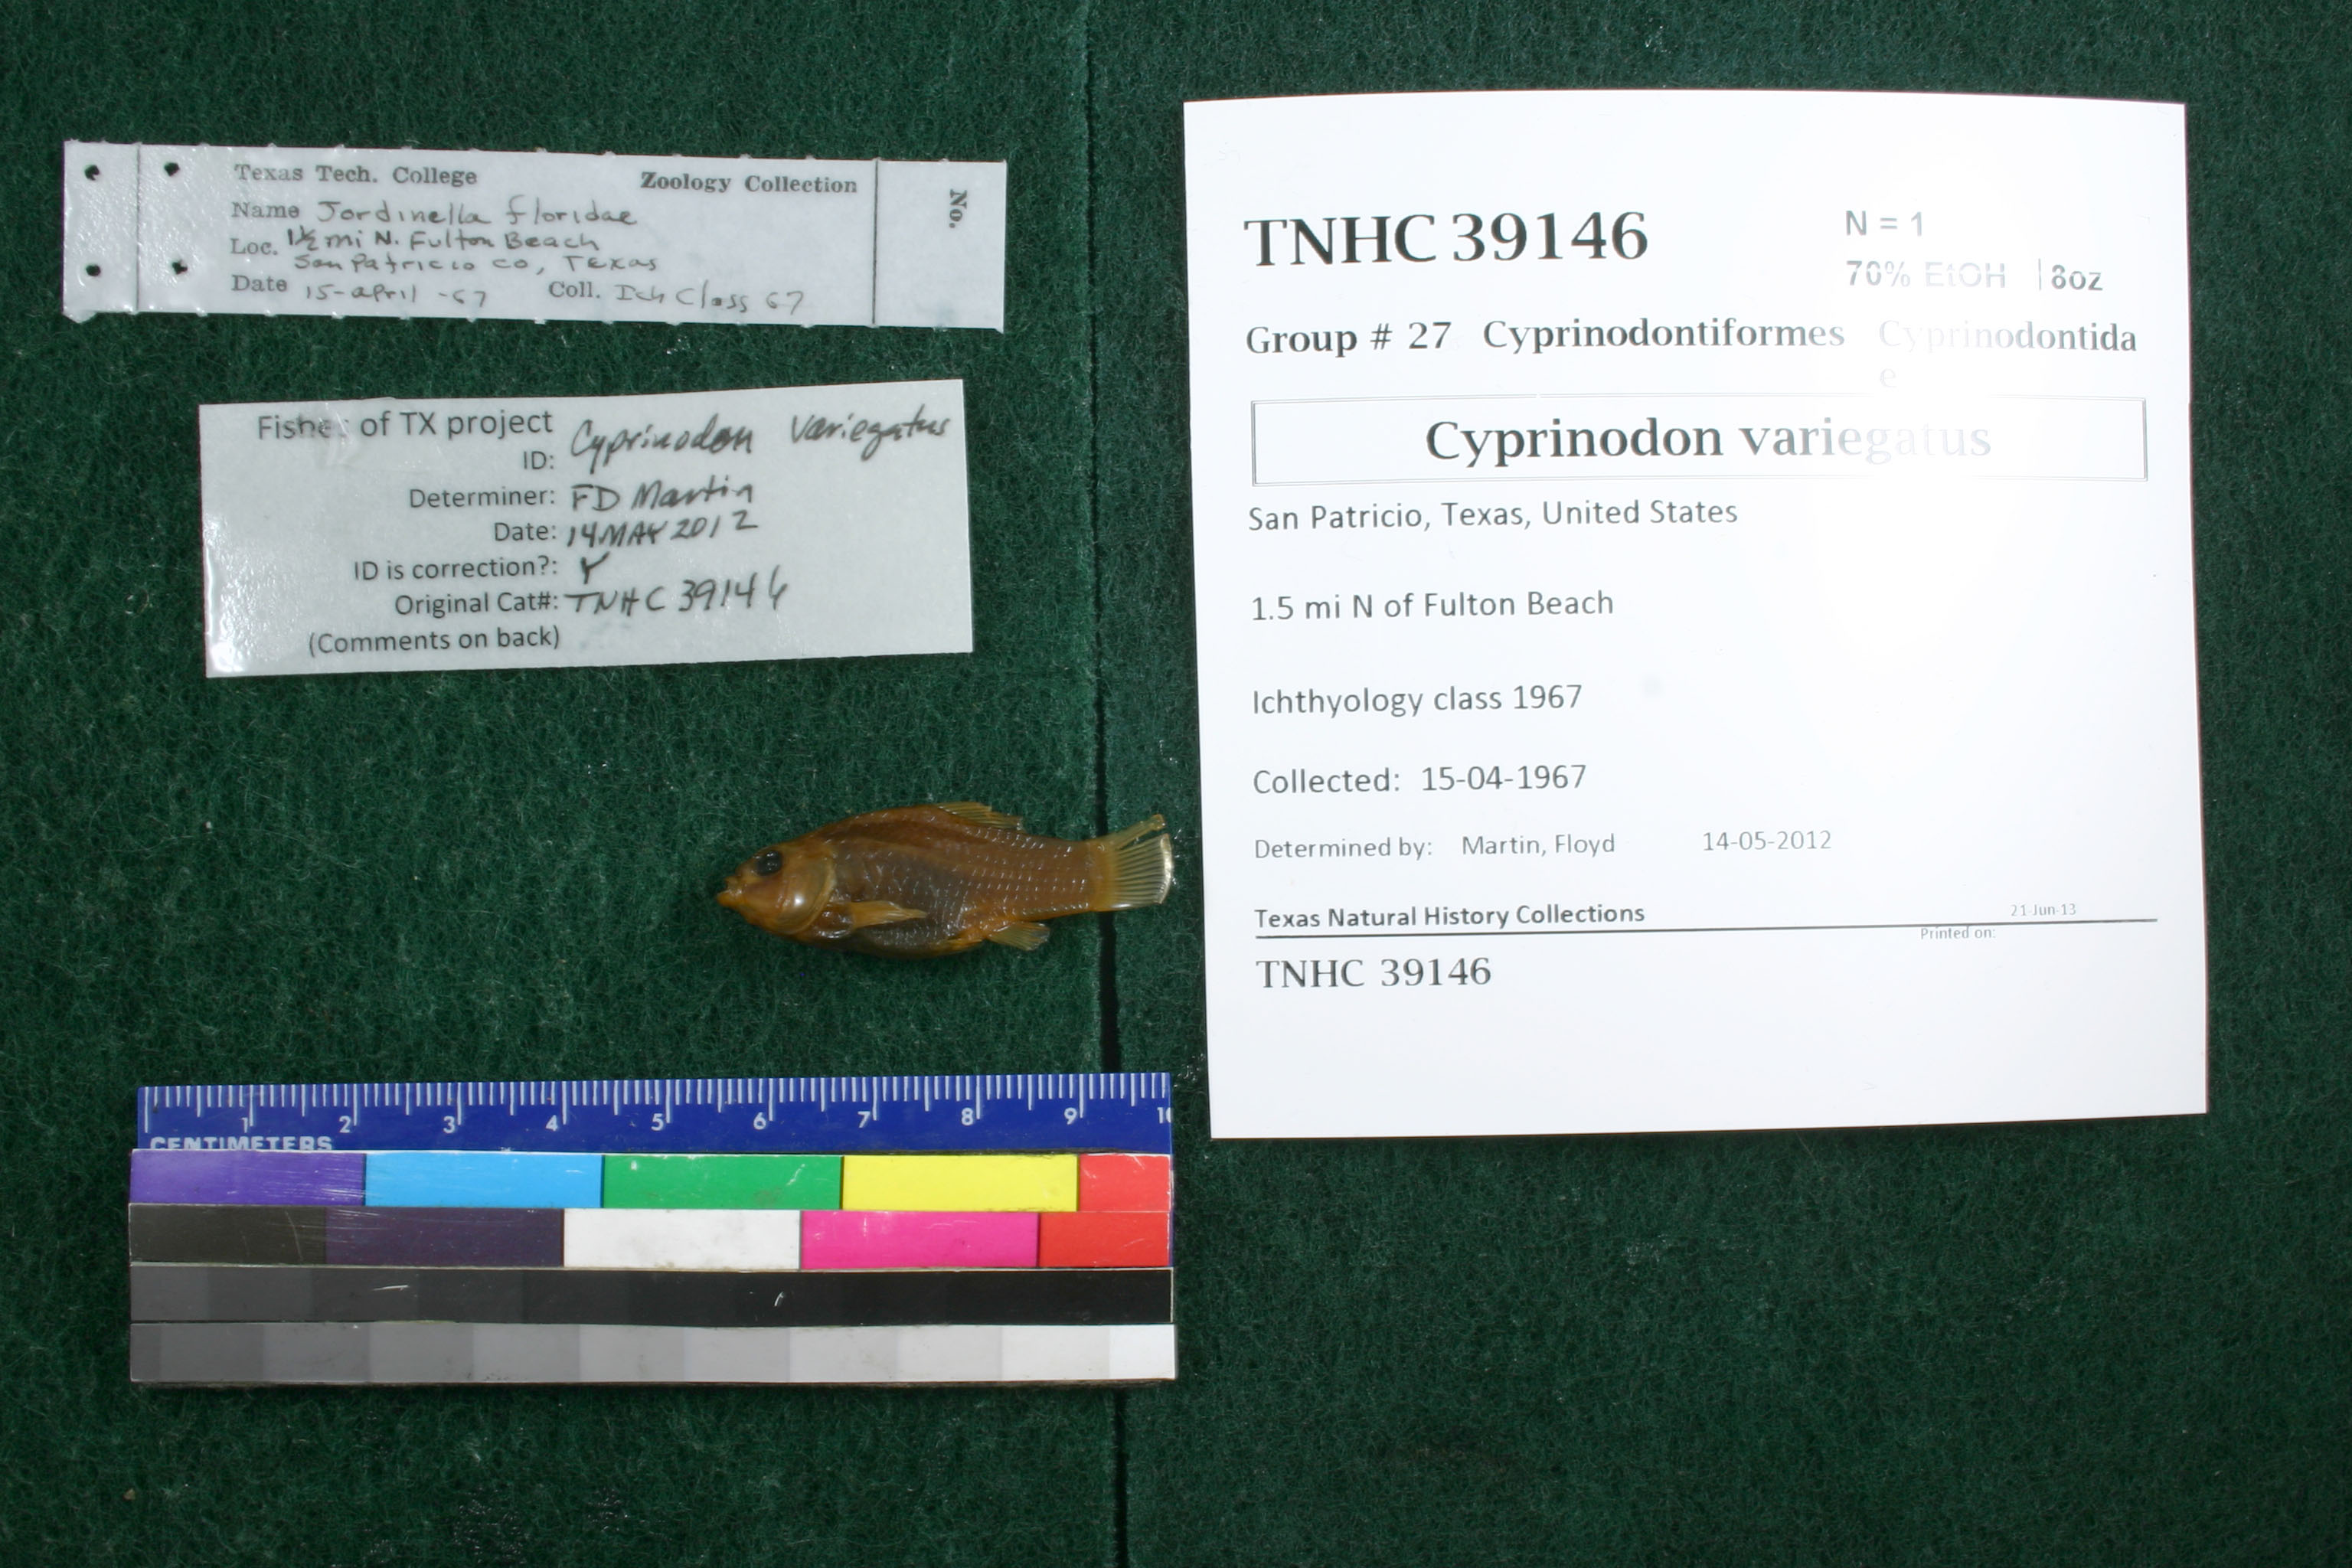 Texas Tech. College Zoology Collection
No.
Name Jordinella floridae
Loc. 1½ mi N. Fulton Beach
San Patricio Co, Texas
Date 15-april-67 Coll. Ich Class 67
Fishes of TX project
ID: Cyprinodon variegatus
Determiner: FD Martin
Date: 14 MAY 2012
ID is correction?: Y
Original Cat#: TNHC 39146
(Comments on back)
TNHC 39146
N = 1
70% EtOH | 8oz
Group # 27 Cyprinodontiformes Cyprinodontida
e
Cyprinodon variegatus
San Patricio, Texas, United States
1.5 mi N of Fulton Beach
Ichthyology class 1967
Collected: 15-04-1967
Determined by: Martin, Floyd 14-05-2012
Texas Natural History Collections
21-Jun-13
Printed on:
TNHC 39146
1 2 3 4 5 6 7 8 9 10
CENTIMETERS